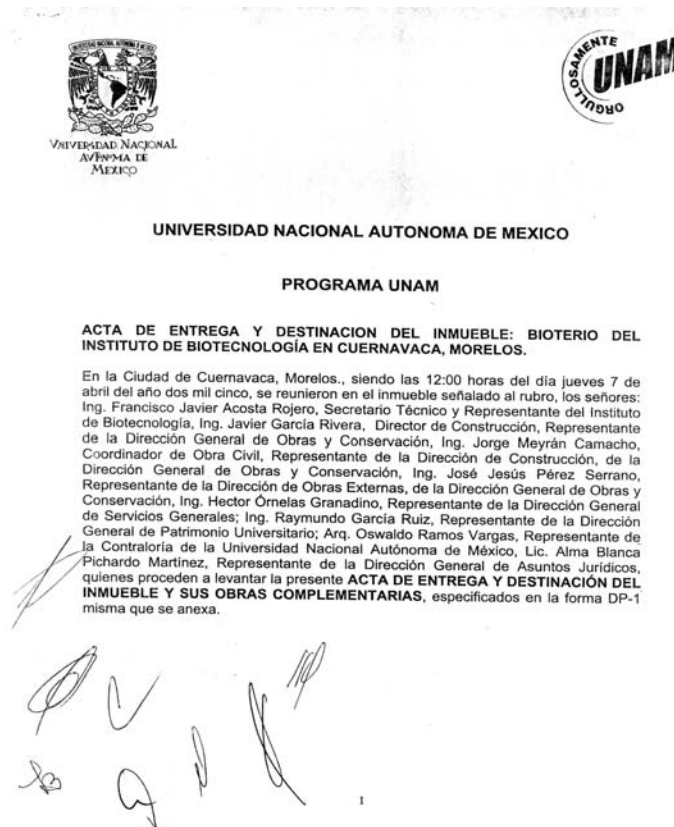 UNIVERSIDAD NACIONAL
AVTNºMA DE
MEXICO
ORGULLOSAMENTE
UNAM
UNIVERSIDAD NACIONAL AUTONOMA DE MEXICO
PROGRAMA UNAM
ACTA DE ENTREGA Y DESTINACION DEL INMUEBLE: BIOTERIO DEL
INSTITUTO DE BIOTECNOLOGÍA EN CUERNAVACA, MORELOS.
En la Ciudad de Cuernavaca, Morelos., siendo las 12:00 horas del día jueves 7 de
abril del año dos mil cinco, se reunieron en el inmueble señalado al rubro, los señores:
Ing. Francisco Javier Acosta Rojero, Secretario Técnico y Representante del Instituto
de Biotecnología, Ing. Javier García Rivera, Director de Construcción, Representante
de la Dirección General de Obras y Conservación, Ing. Jorge Meyrán Camacho,
Coordinador de Obra Civil, Representante de la Dirección de Construcción, de la
Dirección General de Obras y Conservación, Ing. José Jesús Pérez Serrano,
Representante de la Dirección de Obras Externas, de la Dirección General de Obras y
Conservación, Ing. Hector Órnelas Granadino, Representante de la Dirección General
de Servicios Generales; Ing. Raymundo García Ruiz, Representante de la Dirección
General de Patrimonio Universitario; Arq. Oswaldo Ramos Vargas, Representante de
la Contraloría de la Universidad Nacional Autónoma de México, Lic. Alma Blanca
Pichardo Martínez, Representante de la Dirección General de Asuntos Jurídicos,
quienes proceden a levantar la presente ACTA DE ENTREGA Y DESTINACIÓN DEL
INMUEBLE Y SUS OBRAS COMPLEMENTARIAS, especificados en la forma DP-1
misma que se anexa.
1